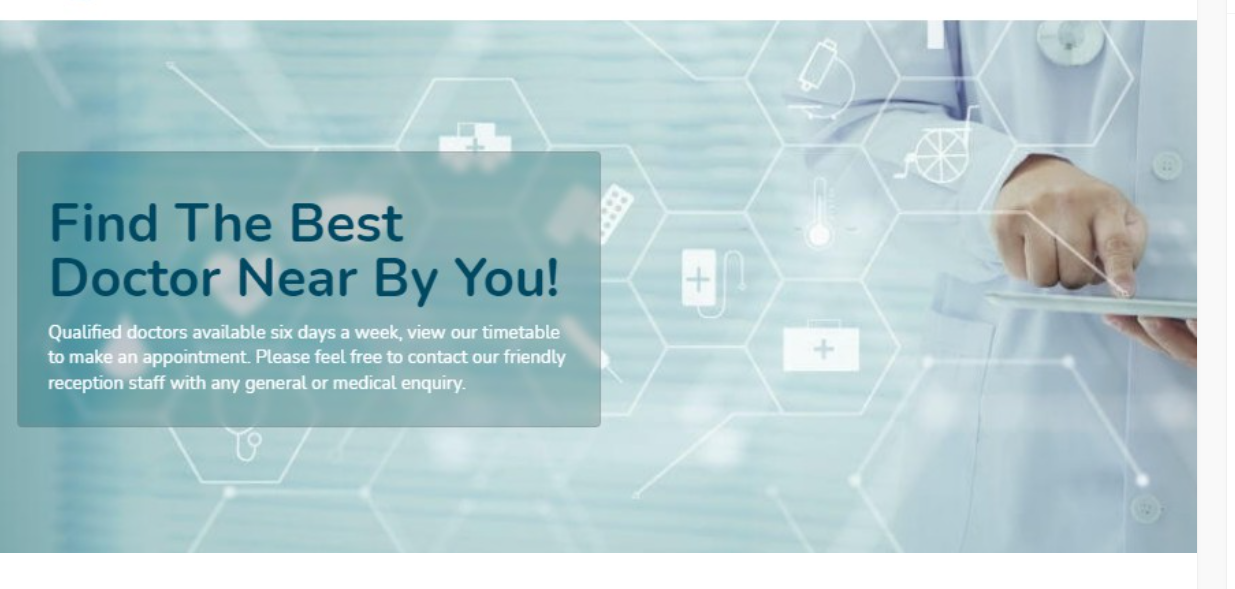 Find The Best
Doctor Near By You!
Qualified doctors available six days a week, view our timetable
to make an appointment. Please feel free to contact our friendly
reception staff with any general or medical enquiry.